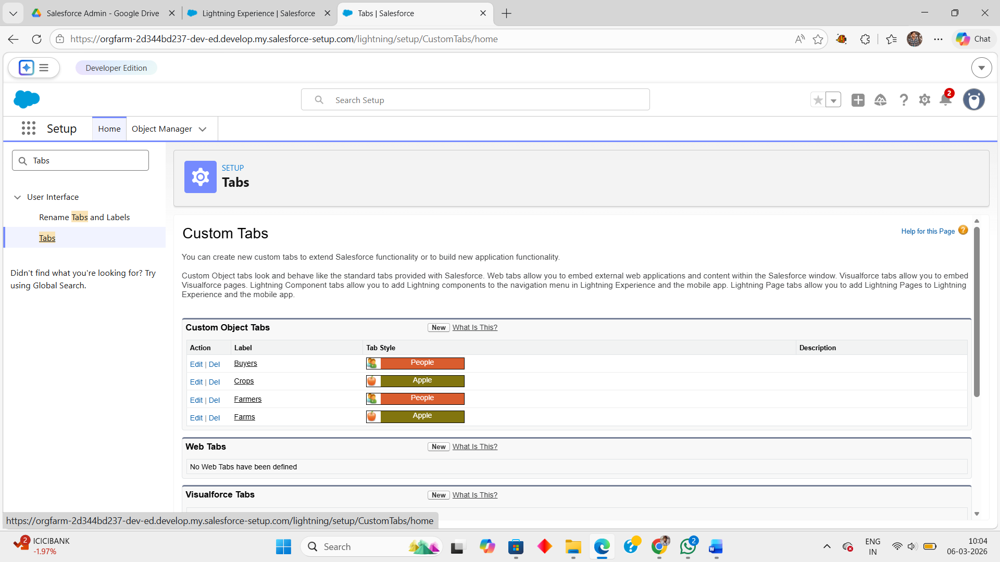 Salesforce Admin - Google Drive
Lightning Experience | Salesforce
Tabs | Salesforce
https://orgfarm-2d344bd237-dev-ed.develop.my.salesforce-setup.com/lightning/setup/CustomTabs/home
Chat
Developer Edition
Search Setup
2
Setup
Home
Object Manager
Tabs
User Interface
Rename Tabs and Labels
Tabs
Didn't find what you're looking for? Try
using Global Search.
SETUP
Tabs
Custom Tabs
Help for this Page
You can create new custom tabs to extend Salesforce functionality or to build new application functionality.
Custom Object tabs look and behave like the standard tabs provided with Salesforce. Web tabs allow you to embed external web applications and content within the Salesforce window. Visualforce tabs allow you to embed
Visualforce pages. Lightning Component tabs allow you to add Lightning components to the navigation menu in Lightning Experience and the mobile app. Lightning Page tabs allow you to add Lightning Pages to Lightning
Experience and the mobile app.
Custom Object Tabs New What Is This?
Action Label Tab Style Description
Edit | Del Buyers People
Edit | Del Crops Apple
Edit | Del Farmers People
Edit | Del Farms Apple
Web Tabs New What Is This?
No Web Tabs have been defined
Visualforce Tabs New What Is This?
https://orgfarm-2d344bd237-dev-ed.develop.my.salesforce-setup.com/lightning/setup/CustomTabs/home
2
ICICIBANK
-1.97%
Search
2
ENG
IN
10:04
06-03-2026